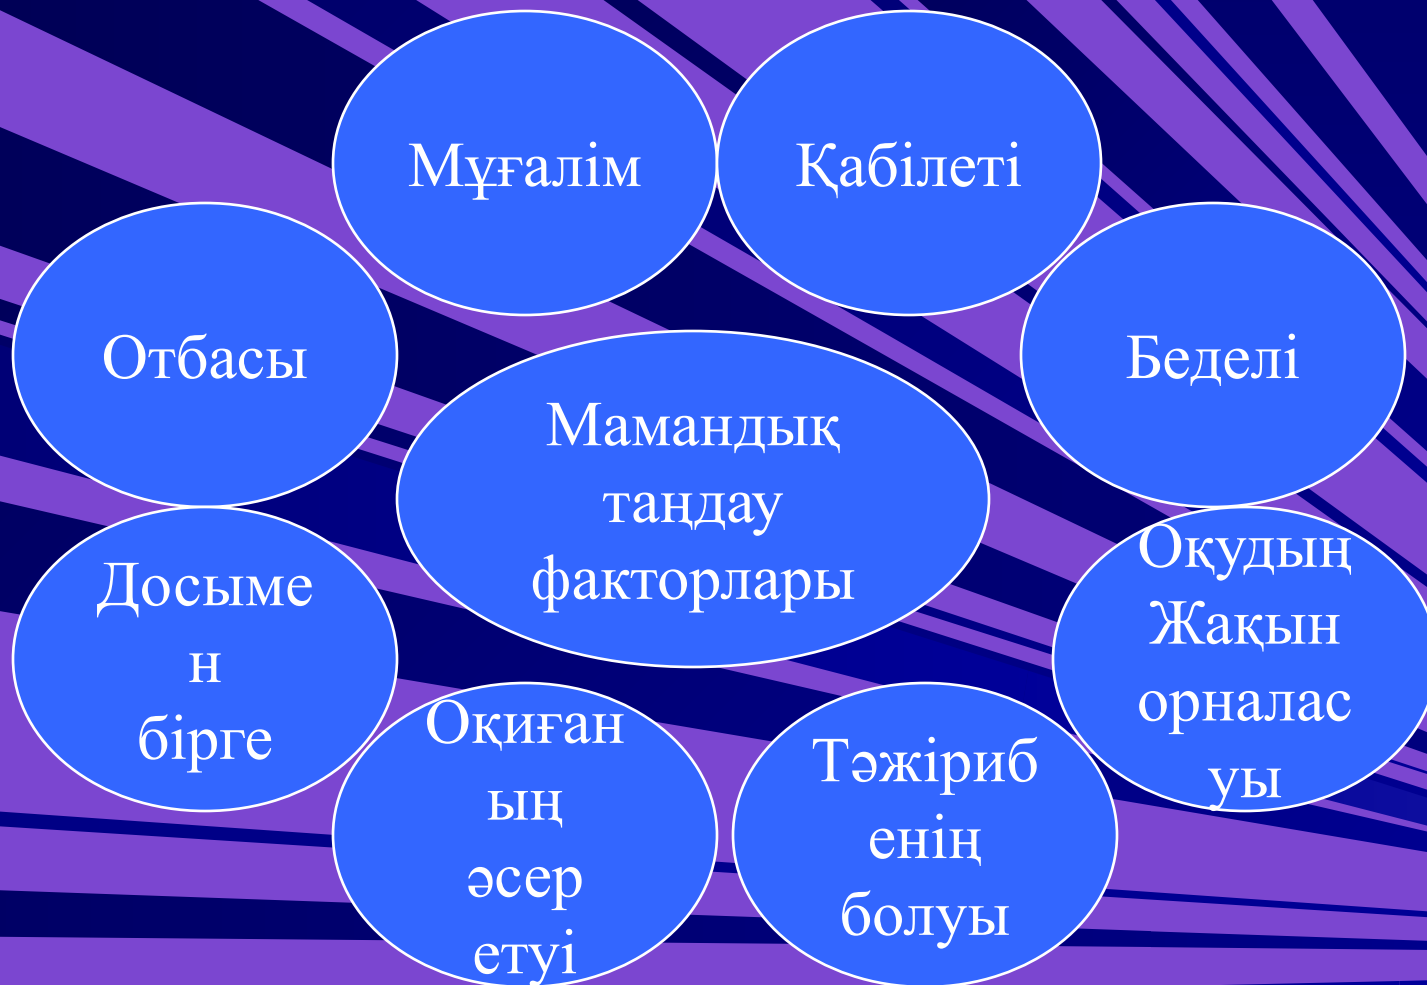 Мұғалім
Қабілеті
Отбасы
Беделі
Мамандық
таңдау
факторлары
Досыме
н
бірге
Оқудың
Жақын
орналас
уы
Оқиған
ың
әсер
етуі
Тәжіриб
енің
болуы